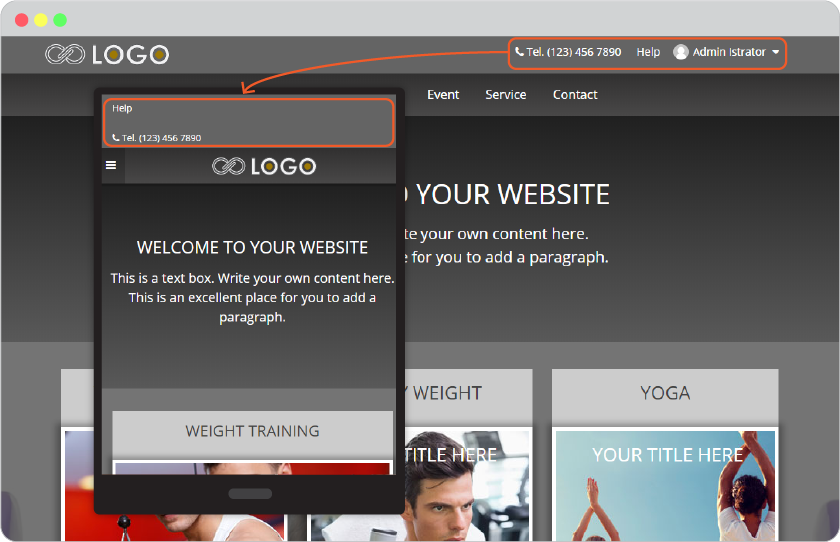 LOGO
Tel. (123) 456 7890 Help Admin Istrator
Event Service Contact
Help
Tel. (123) 456 7890
LOGO
YOUR WEBSITE
te your own content here.
e for you to add a paragraph.
WELCOME TO YOUR WEBSITE
This is a text box. Write your own content here.
This is an excellent place for you to add a
paragraph.
WEIGHT TRAINING
WEIGHT
TITLE HERE
YOGA
YOUR TITLE HERE